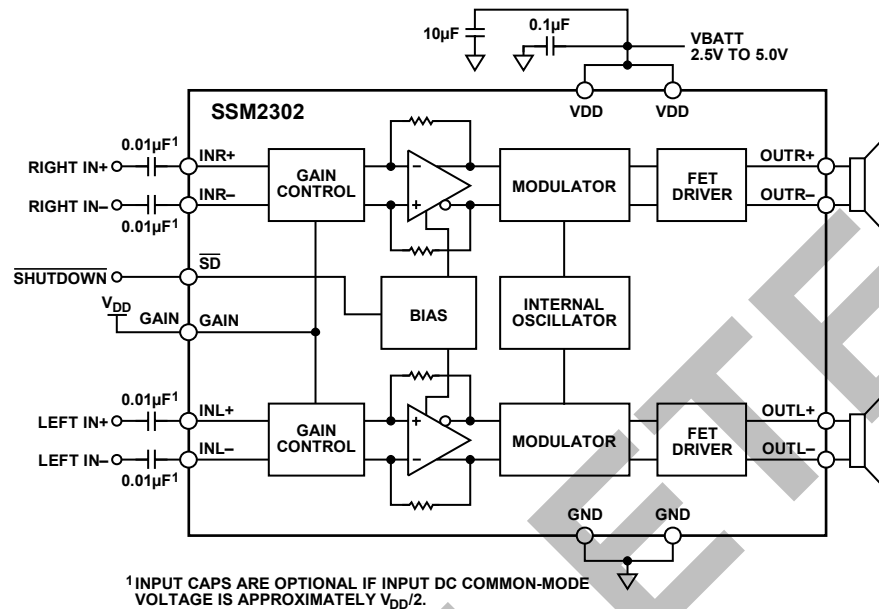 10µF
0.1µF
VBATT
2.5V TO 5.0V
SSM2302
VDD
VDD
0.01µF¹
RIGHT IN+
INR+
GAIN
CONTROL
−
+
MODULATOR
FET
DRIVER
OUTR+
RIGHT IN–
INR–
OUTR–
0.01µF¹
SHUTDOWN
SD
BIAS
INTERNAL
OSCILLATOR
VDD
GAIN
GAIN
0.01µF¹
LEFT IN+
INL+
GAIN
CONTROL
+
−
MODULATOR
FET
DRIVER
OUTL+
LEFT IN–
INL–
OUTL–
0.01µF¹
GND
GND
¹ INPUT CAPS ARE OPTIONAL IF INPUT DC COMMON-MODE
VOLTAGE IS APPROXIMATELY VDD/2.
ETE